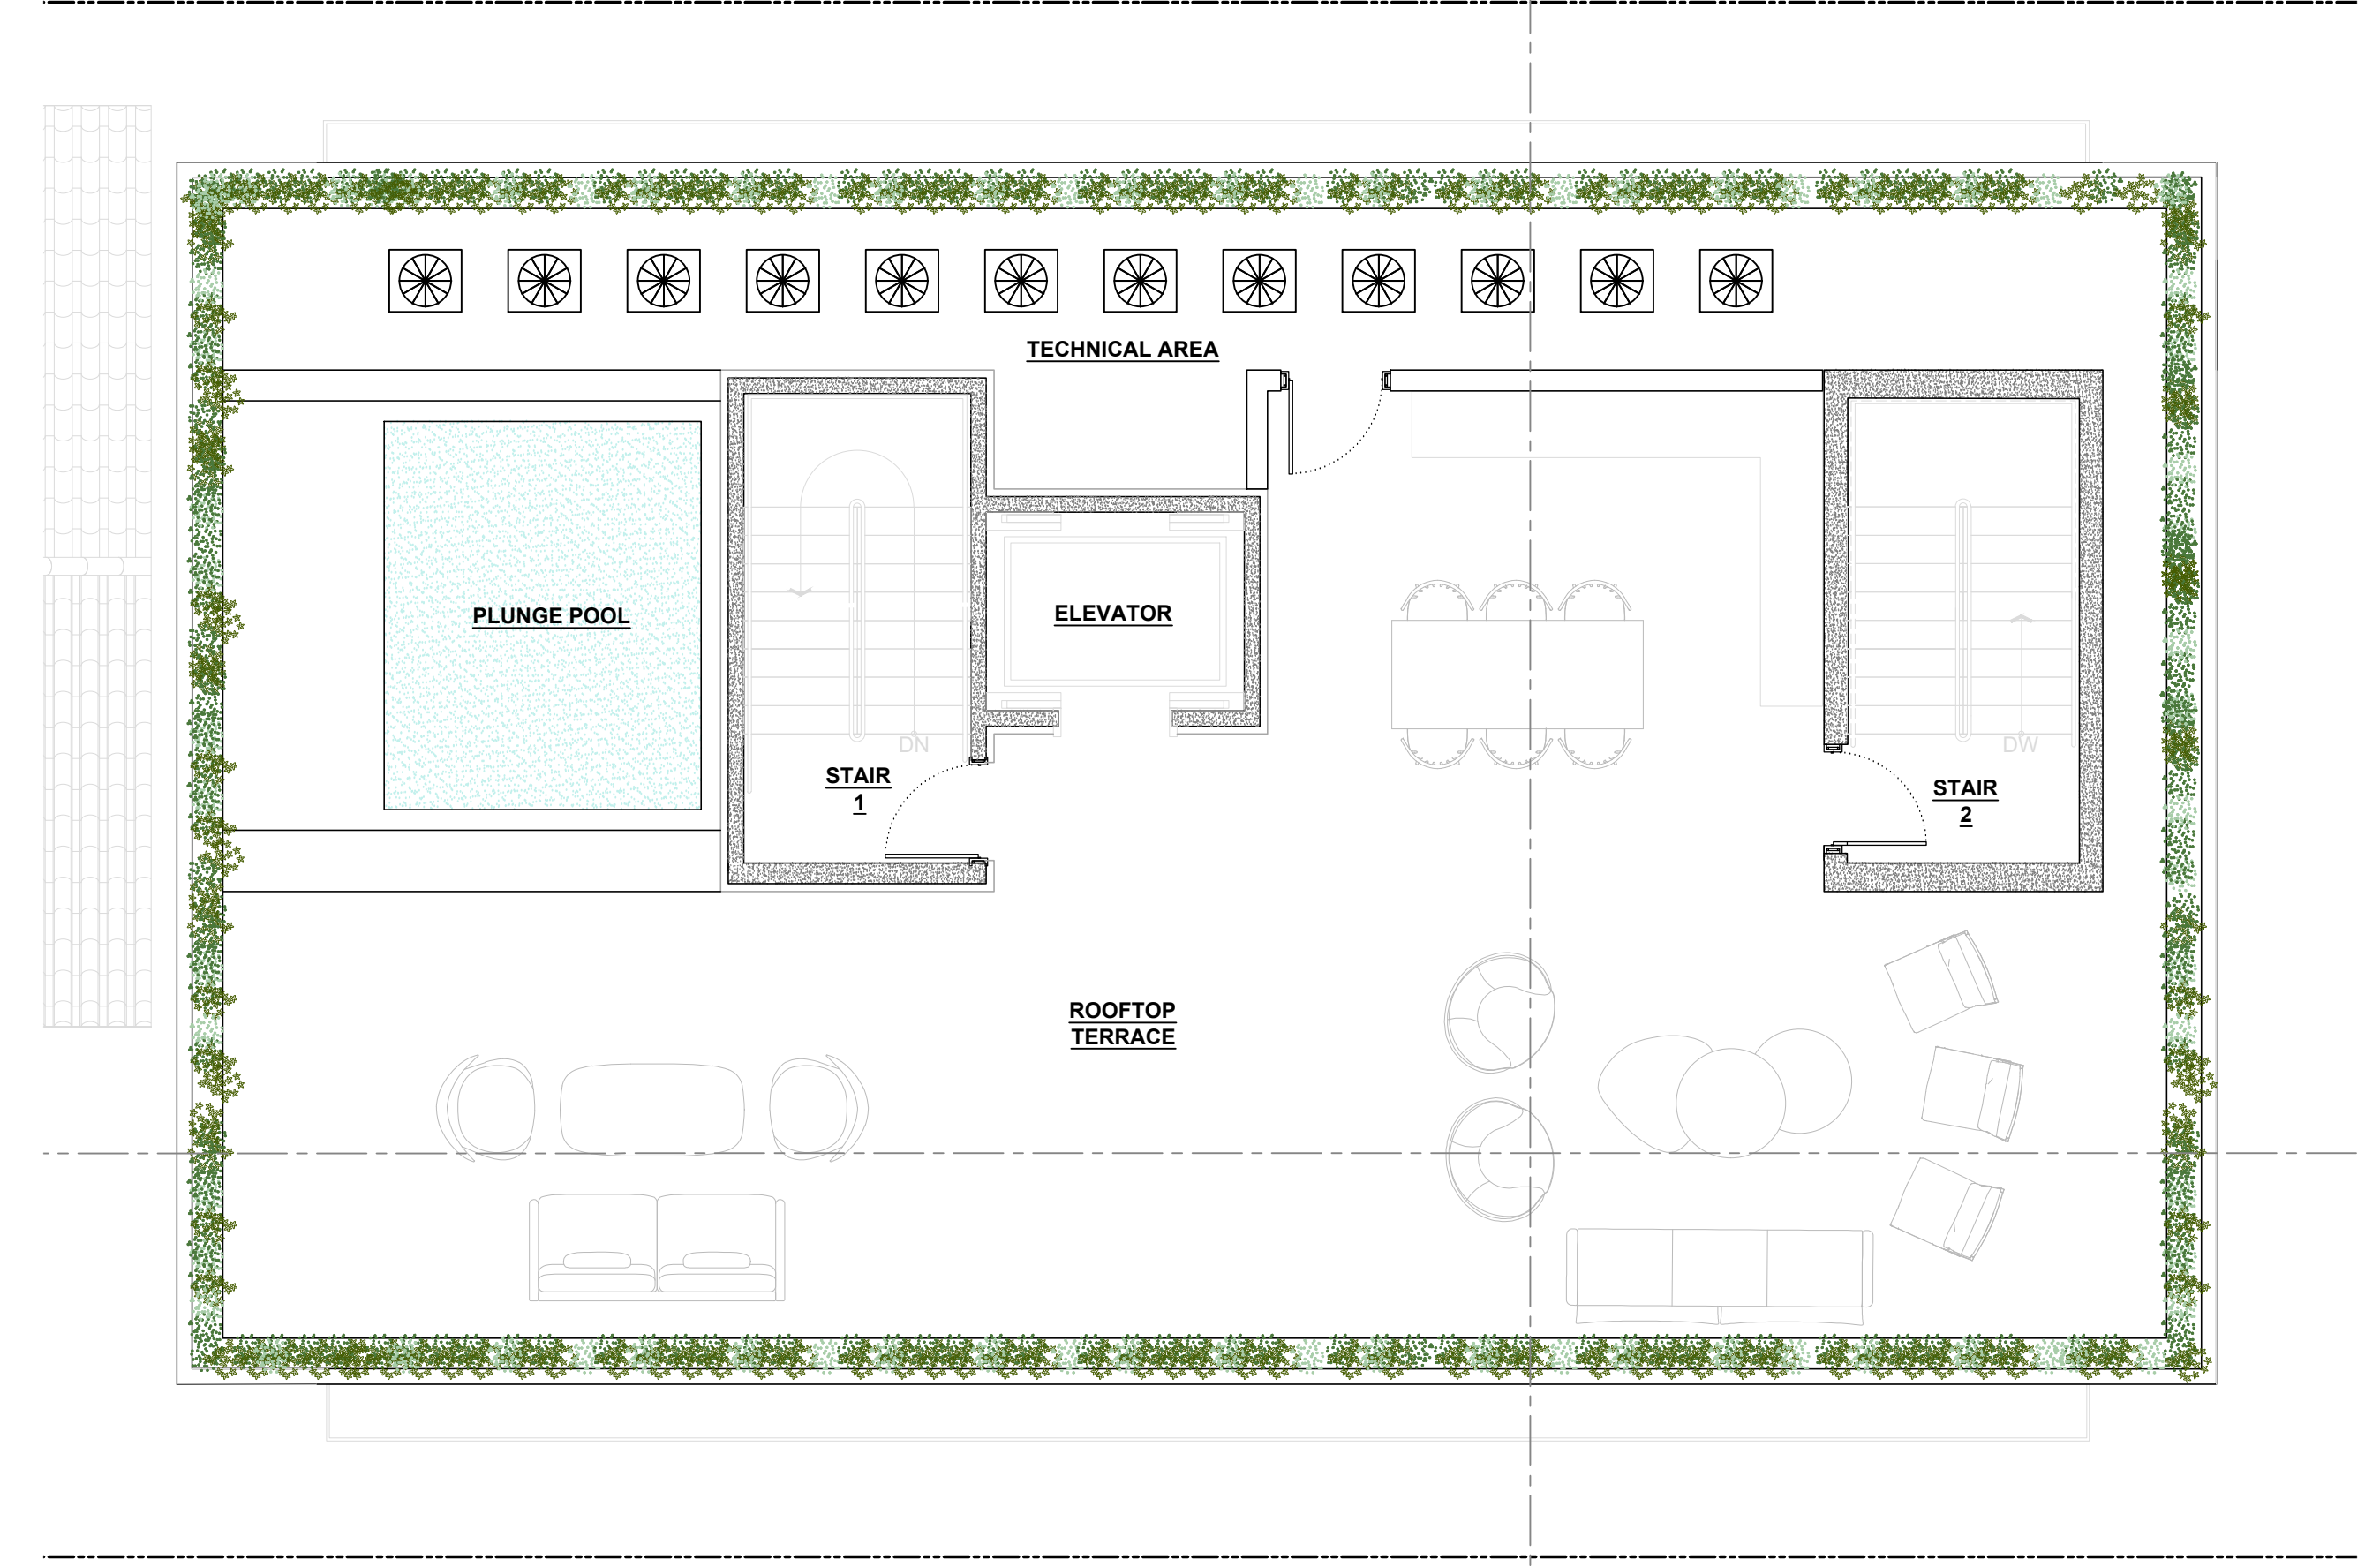 TECHNICAL AREA
PLUNGE POOL
ELEVATOR
DN
DW
STAIR
1
STAIR
2
ROOFTOP
TERRACE